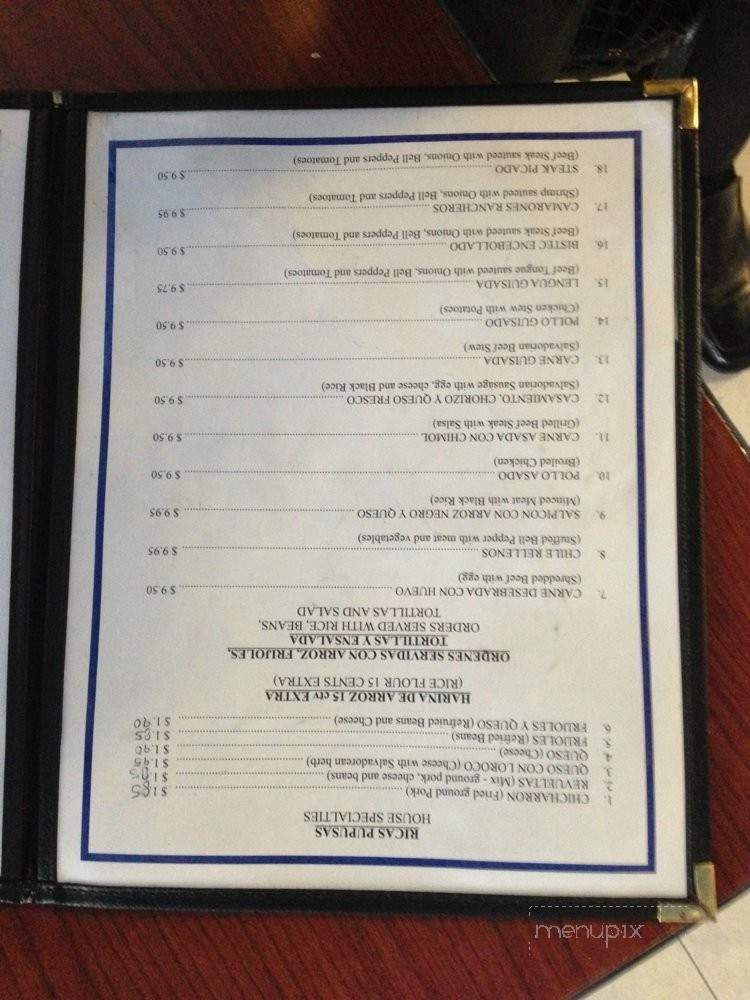 RICAS PUPUSAS
HOUSE SPECIALTIES
1. CHICHARRON (Fried ground Pork) $1.85
2. REVUELTAS (Mix - ground pork, cheese and beans) $1.85
3. QUESO CON LOROCO (Cheese with Salvadorean herb) $1.95
4. QUESO (Cheese) $1.90
5. FRIJOLES (Refried Beans) $1.85
6. FRIJOLES Y QUESO (Refruied Beans and Cheese) $1.90
HARINA DE ARROZ 15 ctv EXTRA
(RICE FLOUR 15 CENTS EXTRA)
ORDENES SERVIDAS CON ARROZ, FRIJOLES,
TORTILLAS Y ENSALADA
ORDERS SERVED WITH RICE, BEANS,
TORTILLAS AND SALAD
7. CARNE DESEBRADA CON HUEVO $ 9.50
(Shredded Beef with egg)
8. CHILE RELLENOS $ 9.95
(Stuffed Bell Pepper with meat and vegetables)
9. SALPICON CON ARROZ NEGRO Y QUESO $ 9.95
(Minced Meat with Black Rice)
10. POLLO ASADO $ 9.50
(Broiled Chicken)
11. CARNE ASADA CON CHIMOL $ 9.50
(Grilled Beef Steak with Salsa)
12. CASAMIENTO, CHORIZO Y QUESO FRESCO $ 9.50
(Salvadorian Sausage with egg, cheese and Black Rice)
13. CARNE GUISADA $ 9.50
(Salvadorian Beef Stew)
14. POLLO GUISADO $ 9.50
(Chicken Stew with Potatoes)
15. LENGUA GUISADA $ 9.75
(Beef Tongue sauteed with Onions, Bell Peppers and Tomatoes)
16. BISTEC ENCEBOLLADO $ 9.50
(Beef Steak sauteed with Onions, Bell Peppers and Tomatoes)
17. CAMARONES RANCHEROS $ 9.95
(Shrimp sauteed with Onions, Bell Peppers and Tomatoes)
18. STEAK PICADO $ 9.50
(Beef Steak sauteed with Onions, Bell Peppers and Tomatoes)
menupix